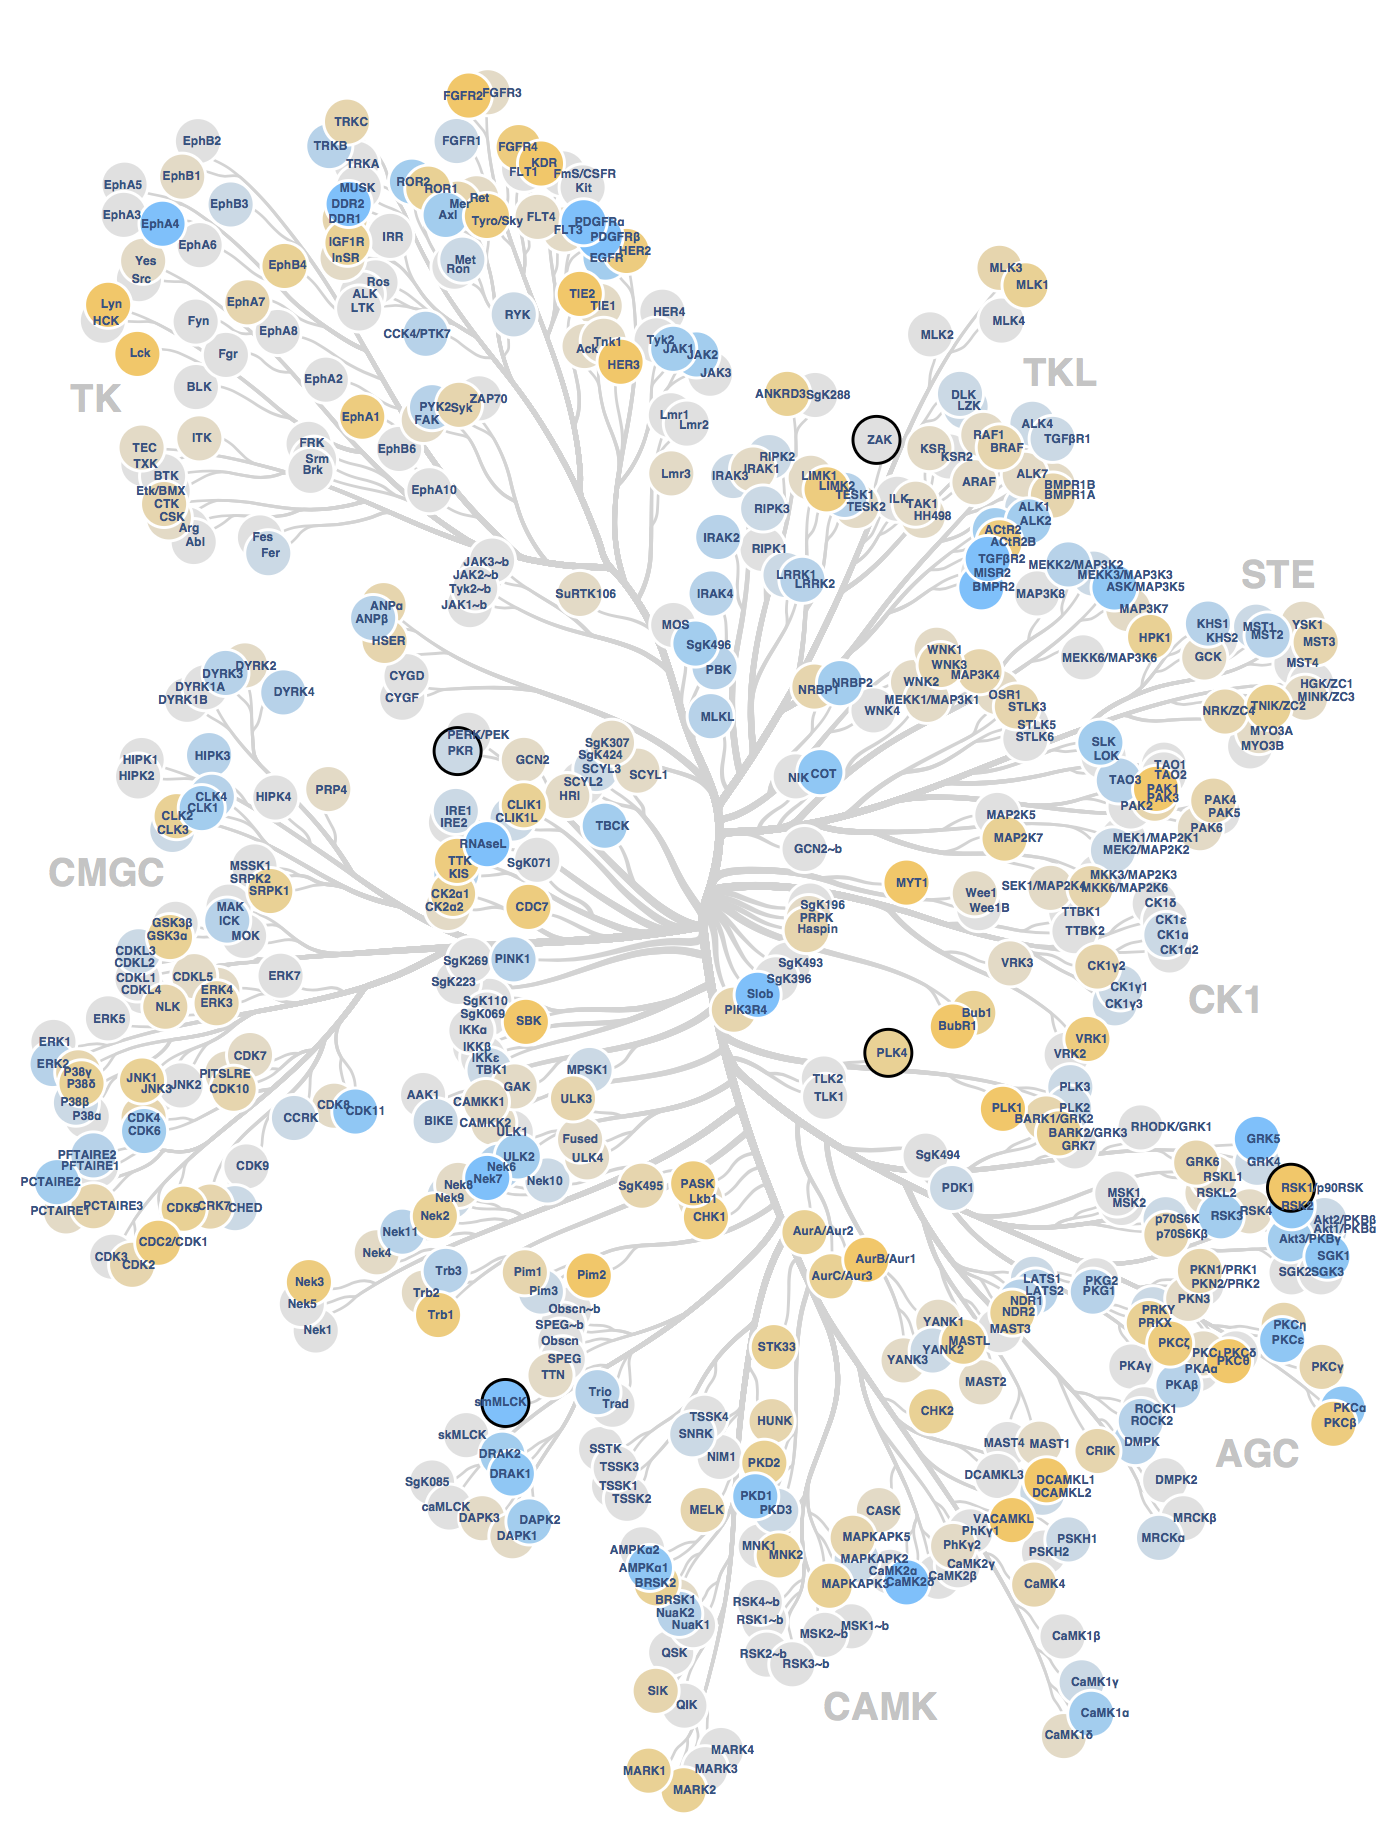 FGFR2
FGFR3
TRKC
TRKB
TRKA
FGFR1
FGFR4
KDR
FLT1
FmS/CSFR
Kit
EphB2
EphB1
EphA5
EphB3
EphA3
EphA4
EphA6
MUSK
DDR2
DDR1
ROR2
ROR1
Ret
Mer
Axl
Tyro/Sky
FLT4
FLT3
PDGFRα
PDGFRβ
HER2
EGFR
IGF1R
InSR
IRR
Met
Ron
Yes
Src
EphB4
Ros
ALK
LTK
Lyn
HCK
EphA7
TiE2
TIE1
RYK
HER4
Fyn
EphA8
CCK4/PTK7
Tnk1
Ack
Tyk2
JAK1
JAK2
JAK3
HER3
Lck
Fgr
BLK
EphA2
TK
PYK2
Syk
ZAP70
FAK
EphA1
Lmr1
Lmr2
Lmr3
ITK
TEC
TXK
BTK
Etk/BMX
CTK
CSK
Arg
Abl
FRK
Srm
Brk
EphB6
EphA10
Fes
Fer
JAK3~b
JAK2~b
Tyk2~b
JAK1~b
SuRTK106
MLK3
MLK1
MLK4
MLK2
TKL
ANKRD3
SgK288
DLK
LZK
ZAK
KSR
KSR2
RAF1
BRAF
ARAF
ALK4
TGFβR1
ALK7
BMPR1B
BMPR1A
ALK1
ALK2
RIPK2
IRAK3
IRAK1
LIMK1
LIMK2
TESK1
TESK2
ILK
TAK1
HH498
RIPK3
IRAK2
RIPK1
ACtR2
ACtR2B
TGFβR2
MISR2
BMPR2
LRRK1
LRRK2
IRAK4
MOS
SgK496
PBK
MLKL
STE
MEKK2/MAP3K2
MEKK3/MAP3K3
ASK/MAP3K5
MAP3K8
MAP3K7
HPK1
KHS1
KHS2
MST1
MST2
YSK1
MST3
MST4
GCK
MEKK6/MAP3K6
WNK1
WNK3
WNK2
MAP3K4
MEKK1/MAP3K1
WNK4
NRBP1
NRBP2
OSR1
STLK3
STLK5
STLK6
HGK/ZC1
MINK/ZC3
NRK/ZC4
TNIK/ZC2
MYO3A
MYO3B
SLK
LOK
TAO1
TAO2
TAO3
PAK1
PAK3
PAK2
PAK4
PAK5
PAK6
NIK
COT
MAP2K5
MAP2K7
MEK1/MAP2K1
MEK2/MAP2K2
GCN2~b
MKK3/MAP2K3
SEK1/MAP2K4
MKK6/MAP2K6
ANPα
ANPβ
HSER
CYGD
CYGF
DYRK2
DYRK3
DYRK1A
DYRK1B
DYRK4
PERK/PEK
PKR
GCN2
SgK307
SgK424
SCYL3
SCYL2
SCYL1
HRI
HIPK1
HIPK2
HIPK3
HIPK4
PRP4
CLK4
CLK1
CLK2
CLK3
IRE1
IRE2
CLIK1
CLIK1L
TBCK
RNAseL
TTK
KIS
SgK071
CMGC
MSSK1
SRPK2
SRPK1
CK2α1
CK2α2
CDC7
MAK
ICK
MOK
GSK3β
GSK3α
MYT1
Wee1
Wee1B
SgK196
PRPK
Haspin
SgK493
SgK396
Slob
PIK3R4
TTBK1
TTBK2
CK1δ
CK1ε
CK1α
CK1α2
VRK3
CK1γ2
CK1γ1
CK1γ3
CK1
Bub1
BubR1
VRK1
VRK2
CDKL3
CDKL2
CDKL1
CDKL4
CDKL5
ERK4
ERK3
NLK
ERK7
ERK5
SgK269
PINK1
SgK223
SgK110
SgK069
SBK
IKKα
IKKβ
IKKε
TBK1
MPSK1
ERK1
ERK2
P38γ
P38δ
P38β
P38α
JNK1
JNK3
JNK2
CDK7
PITSLRE
CDK10
CDK4
CDK6
CCRK
CDK8
CDK11
GAK
AAK1
CAMKK1
CAMKK2
BIKE
ULK3
ULK1
ULK2
Fused
ULK4
PLK4
TLK2
TLK1
PLK3
PLK2
PLK1
BARK1/GRK2
BARK2/GRK3
GRK7
RHODK/GRK1
GRK5
GRK4
GRK6
PFTAIRE2
PFTAIRE1
PCTAIRE2
PCTAIRE1
PCTAIRE3
CDK9
CDK5
CRK7
CHED
CDC2/CDK1
CDK3
CDK2
Nek6
Nek7
Nek8
Nek9
Nek10
Nek2
Nek11
Nek4
Nek3
Nek5
Nek1
SgK495
PASK
Lkb1
CHK1
SgK494
PDK1
RSKL1
RSKL2
RSK1/p90RSK
RSK2
RSK4
RSK3
MSK1
MSK2
p70S6K
p70S6Kβ
Akt2/PKBβ
Akt1/PKBα
Akt3/PKBγ
SGK1
SGK2
SGK3
Trb3
Trb2
Trb1
Pim1
Pim2
Pim3
Obscn~b
SPEG~b
Obscn
SPEG
TTN
AurA/Aur2
AurB/Aur1
AurC/Aur3
LATS1
LATS2
NDR1
NDR2
MAST3
PKG2
PKG1
PKN1/PRK1
PKN2/PRK2
PKN3
PRKY
PRKX
PKCζ
PKCι
PKCδ
PKCθ
PKCη
PKCε
PKCγ
PKCα
PKCβ
PKAγ
PKAα
PKAβ
YANK1
YANK2
YANK3
MASTL
MAST2
STK33
ROCK1
ROCK2
DMPK
AGC
smMLCK
Trio
Trad
skMLCK
DRAK2
DRAK1
SgK085
caMLCK
DAPK3
DAPK2
DAPK1
TSSK4
SNRK
SSTK
TSSK3
TSSK1
TSSK2
NIM1
HUNK
CHK2
PKD2
PKD1
PKD3
MELK
MAST4
MAST1
CRIK
DCAMKL3
DCAMKL1
DCAMKL2
DMPK2
MRCKβ
MRCKα
CASK
VACAMKL
PhKγ1
PhKγ2
PSKH1
PSKH2
MAPKAPK5
MAPKAPK2
MAPKAPK3
CaMK2γ
CaMK2α
CaMK2β
CaMK2δ
CaMK4
MNK1
MNK2
AMPKα2
AMPKα1
BRSK2
BRSK1
NuaK2
NuaK1
QSK
SIK
QIK
RSK4~b
RSK1~b
MSK1~b
MSK2~b
RSK2~b
RSK3~b
CaMK1β
CaMK1γ
CaMK1α
CaMK1δ
CAMK
MARK4
MARK3
MARK1
MARK2